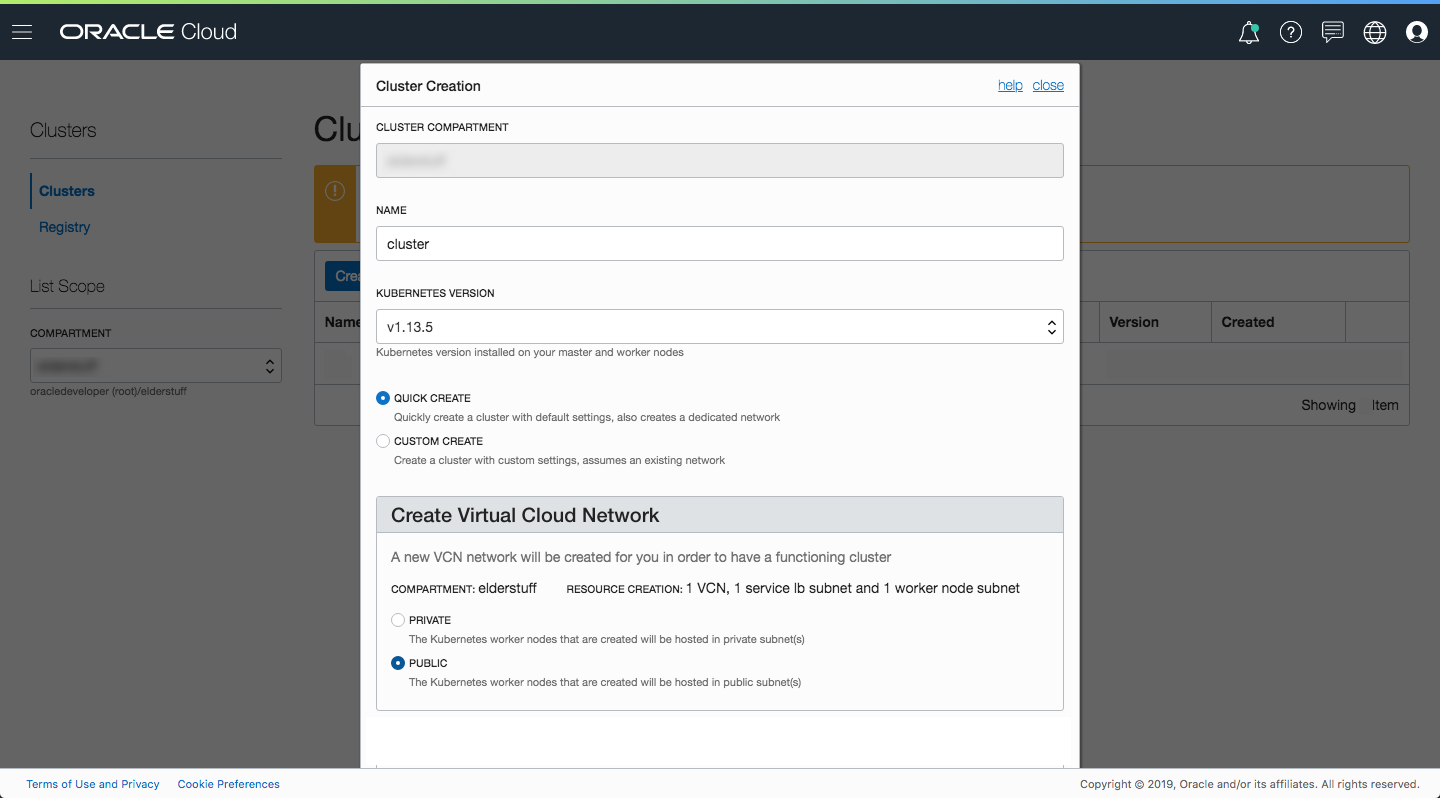 ORACLE Cloud
Cluster Creation
help close
CLUSTER COMPARTMENT
NAME
cluster
KUBERNETES VERSION
v1.13.5
Kubernetes version installed on your master and worker nodes
QUICK CREATE
Quickly create a cluster with default settings, also creates a dedicated network
CUSTOM CREATE
Create a cluster with custom settings, assumes an existing network
Create Virtual Cloud Network
A new VCN network will be created for you in order to have a functioning cluster
COMPARTMENT: elderstuff RESOURCE CREATION: 1 VCN, 1 service lb subnet and 1 worker node subnet
PRIVATE
The Kubernetes worker nodes that are created will be hosted in private subnet(s)
PUBLIC
The Kubernetes worker nodes that are created will be hosted in public subnet(s)
Clusters
Clusters
Registry
List Scope
COMPARTMENT
oracledeveloper (root)/elderstuff
Clu
Crea
Name Version Created
Showing Item
Terms of Use and Privacy Cookie Preferences
Copyright © 2019, Oracle and/or its affiliates. All rights reserved.